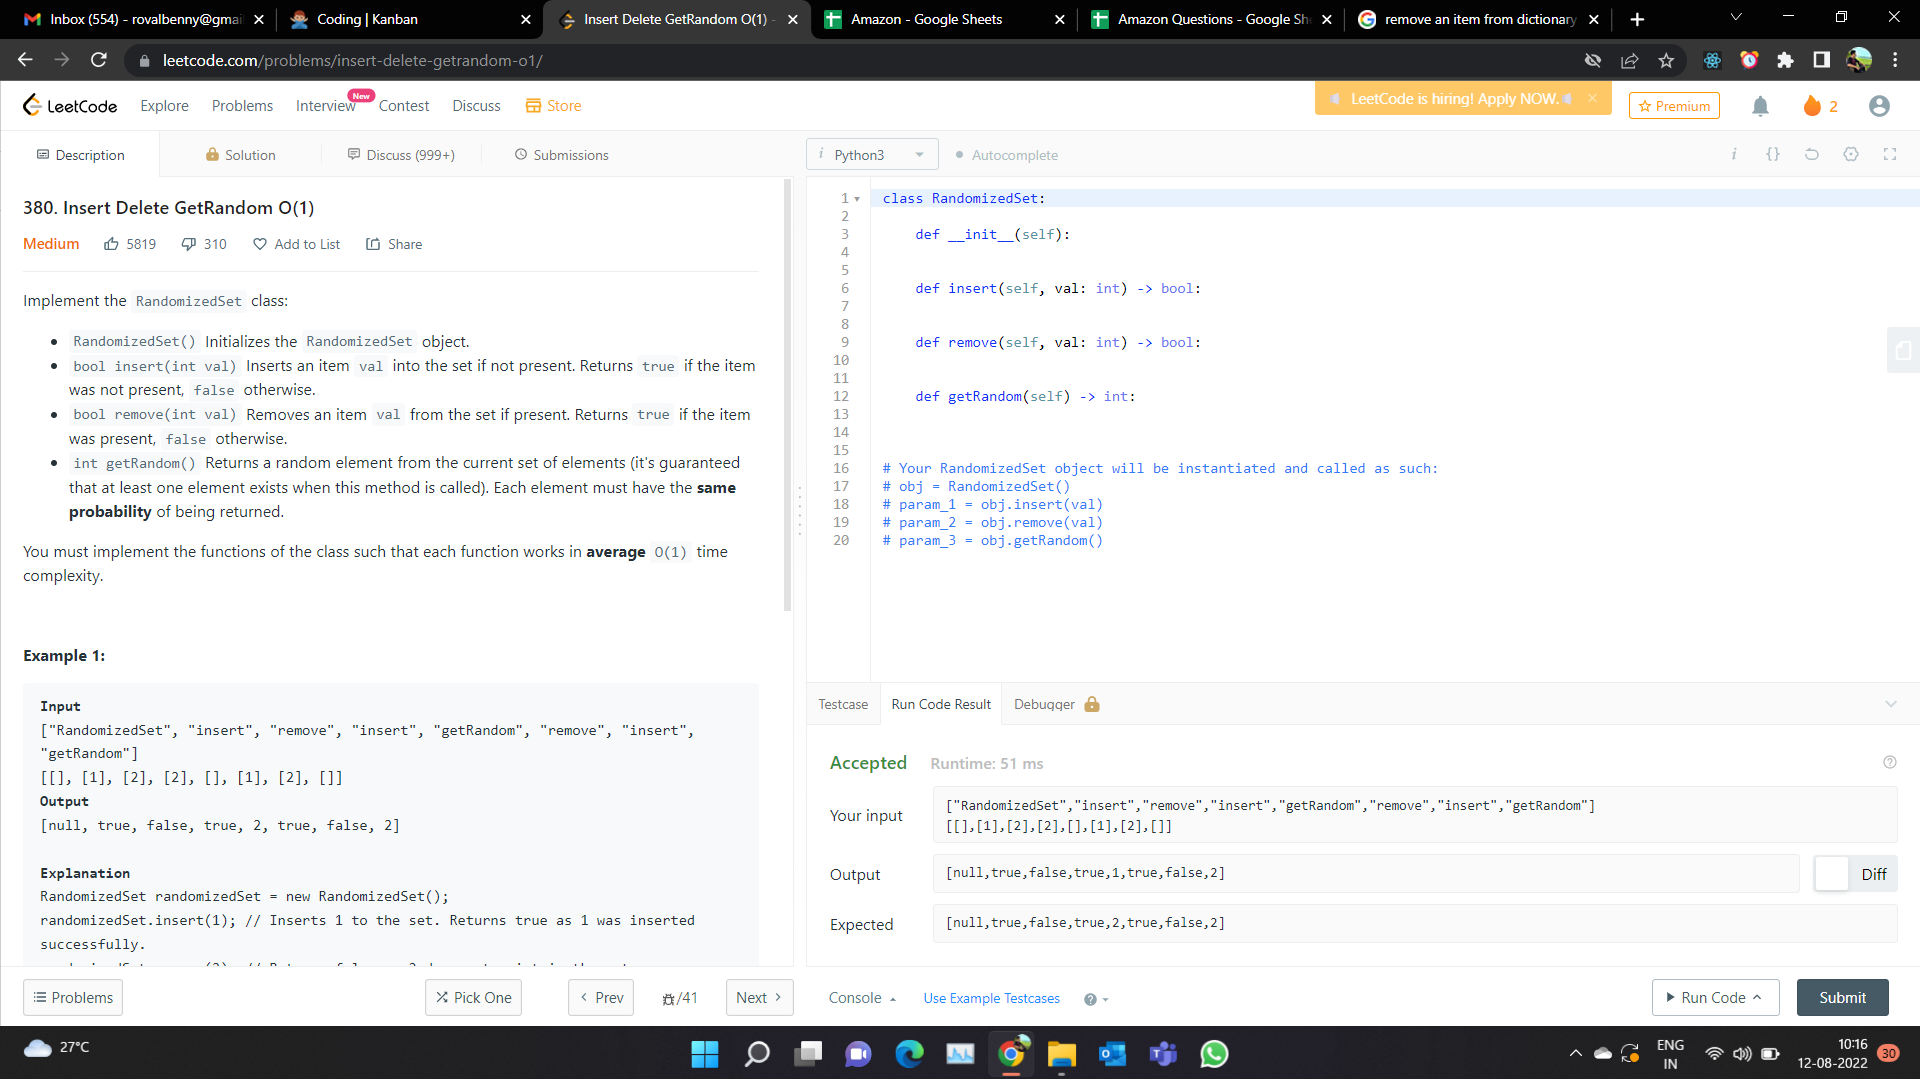 Inbox (554) - rovalbenny@gmai
Coding | Kanban
Insert Delete GetRandom O(1) -
Amazon - Google Sheets
Amazon Questions - Google Sh
remove an item from dictionary
leetcode.com/problems/insert-delete-getrandom-o1/
LeetCode
Explore
Problems
Interview
New
Contest
Discuss
Store
LeetCode is hiring! Apply NOW.
Premium
2
Description
Solution
Discuss (999+)
Submissions
380. Insert Delete GetRandom O(1)
Medium
5819
310
Add to List
Share
Implement the RandomizedSet class:
• RandomizedSet() Initializes the RandomizedSet object.
• bool insert(int val) Inserts an item val into the set if not present. Returns true if the item
was not present, false otherwise.
• bool remove(int val) Removes an item val from the set if present. Returns true if the item
was present, false otherwise.
• int getRandom() Returns a random element from the current set of elements (it's guaranteed
that at least one element exists when this method is called). Each element must have the same
probability of being returned.
You must implement the functions of the class such that each function works in average O(1) time
complexity.
Example 1:
Input
["RandomizedSet", "insert", "remove", "insert", "getRandom", "remove", "insert",
"getRandom"]
[[], [1], [2], [2], [], [1], [2], []]
Output
[null, true, false, true, 2, true, false, 2]
Explanation
RandomizedSet randomizedSet = new RandomizedSet();
randomizedSet.insert(1); // Inserts 1 to the set. Returns true as 1 was inserted
successfully.
Problems
Pick One
Prev
/41
Next
Python3
Autocomplete
i
{}
1 class RandomizedSet:
2
3 def __init__(self):
4
5
6 def insert(self, val: int) -> bool:
7
8
9 def remove(self, val: int) -> bool:
10
11
12 def getRandom(self) -> int:
13
14
15
16 # Your RandomizedSet object will be instantiated and called as such:
17 # obj = RandomizedSet()
18 # param_1 = obj.insert(val)
19 # param_2 = obj.remove(val)
20 # param_3 = obj.getRandom()
Testcase
Run Code Result
Debugger
Accepted
Runtime: 51 ms
Your input
["RandomizedSet","insert","remove","insert","getRandom","remove","insert","getRandom"]
[[],[1],[2],[2],[],[1],[2],[]]
Output
[null,true,false,true,1,true,false,2]
Diff
Expected
[null,true,false,true,2,true,false,2]
Console
Use Example Testcases
Run Code
Submit
27°C
ENG
IN
10:16
12-08-2022
30